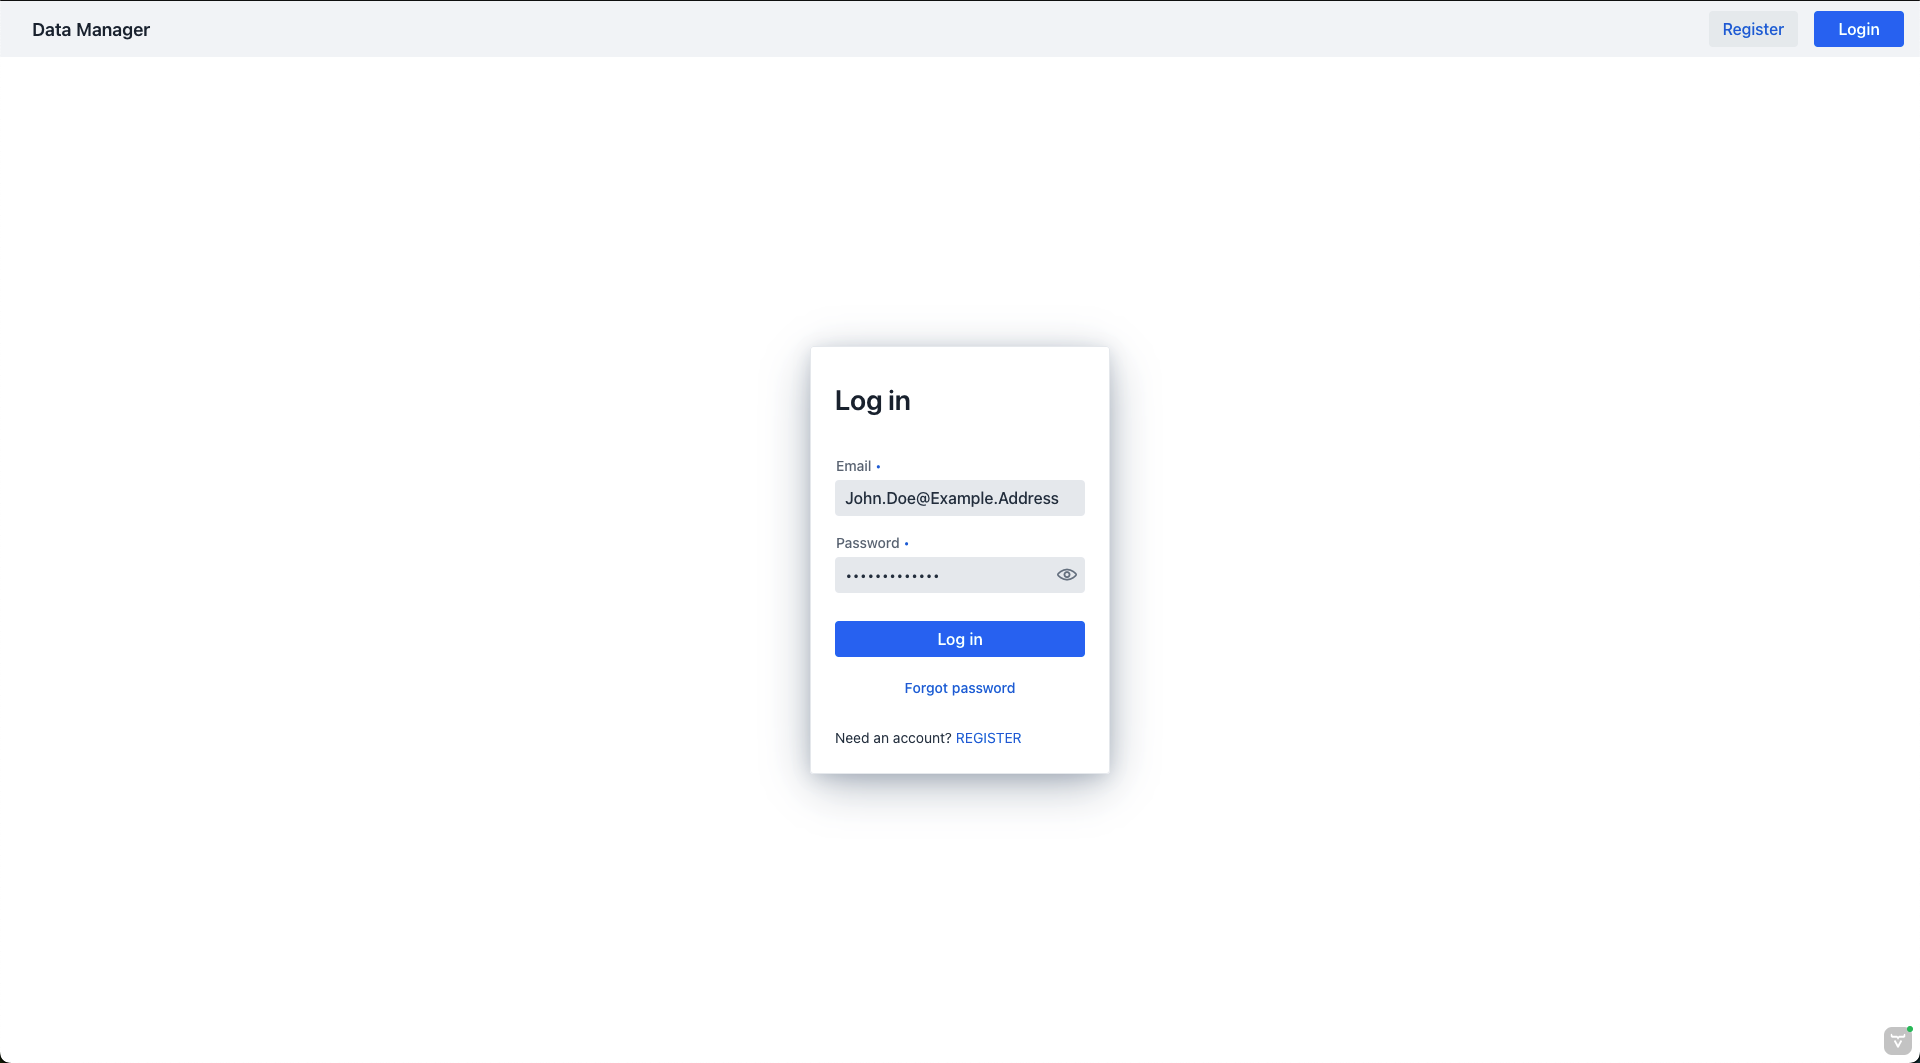 Data Manager
Register
Login
Log in
Email •
John.Doe@Example.Address
Password •
•••••••••••••
Log in
Forgot password
Need an account? REGISTER